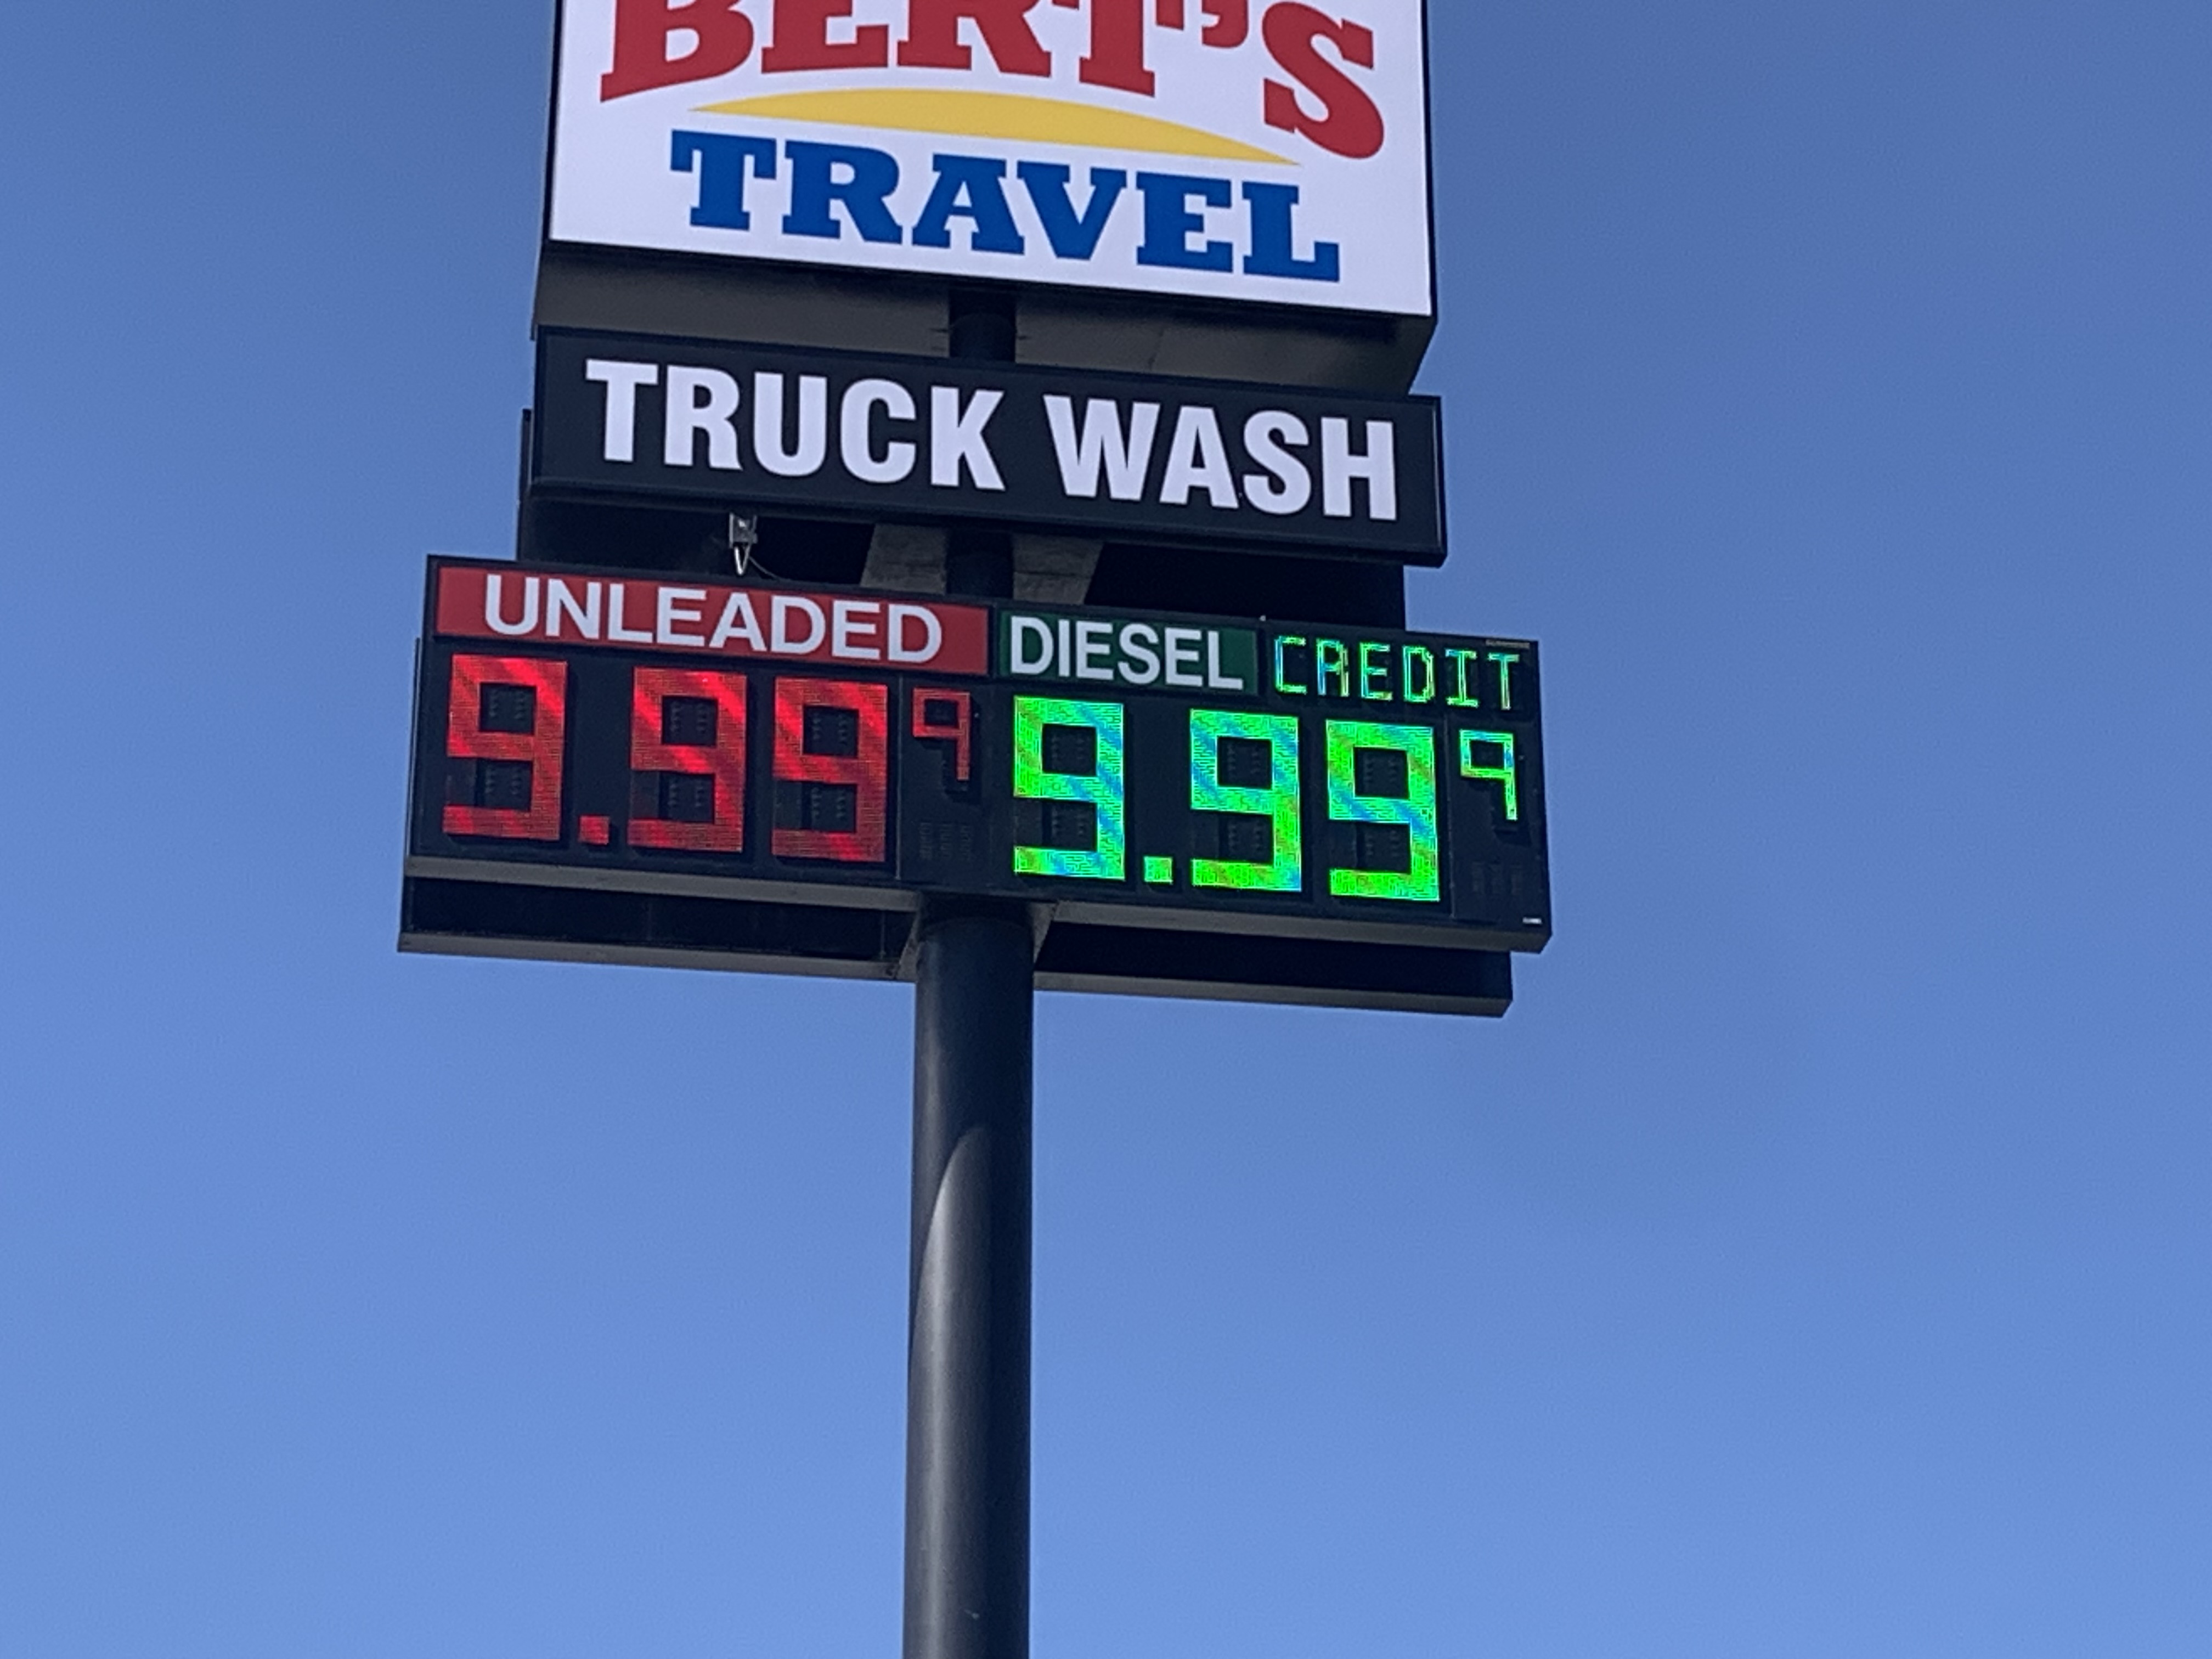 BERT'S
TRAVEL
TRUCK WASH
UNLEADED DIESEL CREDIT
9.99 9 9.99 9